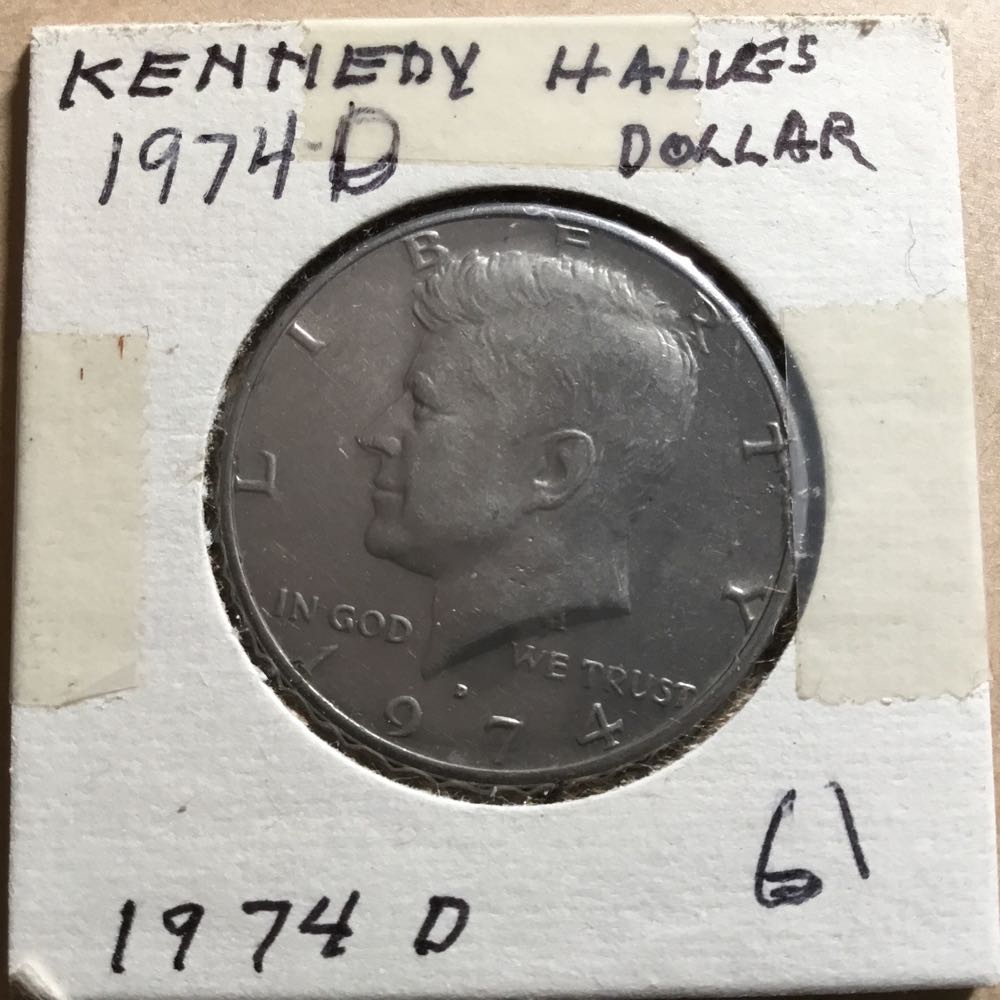 KENNEDY HALVES
1974 D DOLLAR
LIBERTY
IN GOD WE TRUST
D
1974
61
1974 D